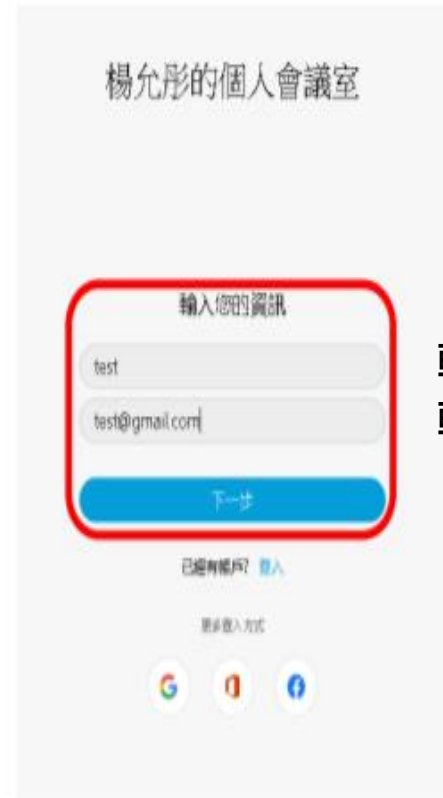 楊允彤的個人會議室
輸入您的資訊
test
test@gmail.com
下一步
已經有帳戶? 登入
更多登入方式